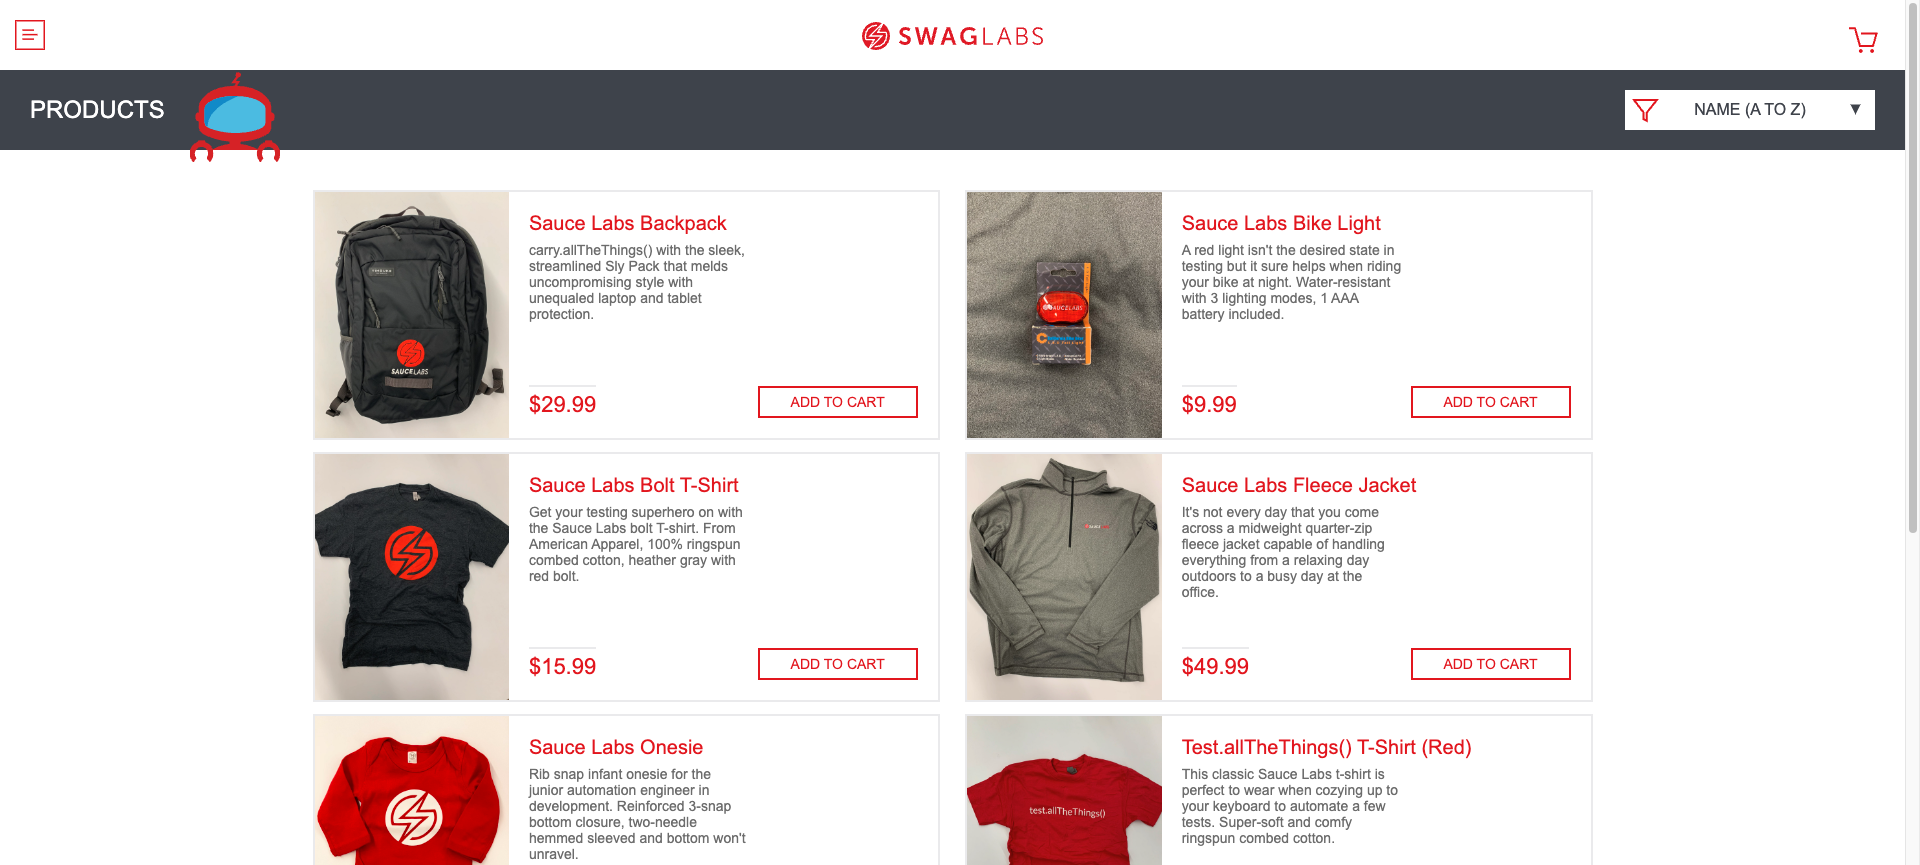 SWAGLABS
PRODUCTS
NAME (A TO Z)
Sauce Labs Backpack
carry.allTheThings() with the sleek,
streamlined Sly Pack that melds
uncompromising style with
unequaled laptop and tablet
protection.
SAUCELABS
$29.99
ADD TO CART
Sauce Labs Bike Light
A red light isn't the desired state in
testing but it sure helps when riding
your bike at night. Water-resistant
with 3 lighting modes, 1 AAA
battery included.
SAUCELABS
$9.99
ADD TO CART
Sauce Labs Bolt T-Shirt
Get your testing superhero on with
the Sauce Labs bolt T-shirt. From
American Apparel, 100% ringspun
combed cotton, heather gray with
red bolt.
$15.99
ADD TO CART
Sauce Labs Fleece Jacket
It's not every day that you come
across a midweight quarter-zip
fleece jacket capable of handling
everything from a relaxing day
outdoors to a busy day at the
office.
$49.99
ADD TO CART
Sauce Labs Onesie
Rib snap infant onesie for the
junior automation engineer in
development. Reinforced 3-snap
bottom closure, two-needle
hemmed sleeved and bottom won't
unravel.
Test.allTheThings() T-Shirt (Red)
This classic Sauce Labs t-shirt is
perfect to wear when cozying up to
your keyboard to automate a few
tests. Super-soft and comfy
ringspun combed cotton.
test.allTheThings()